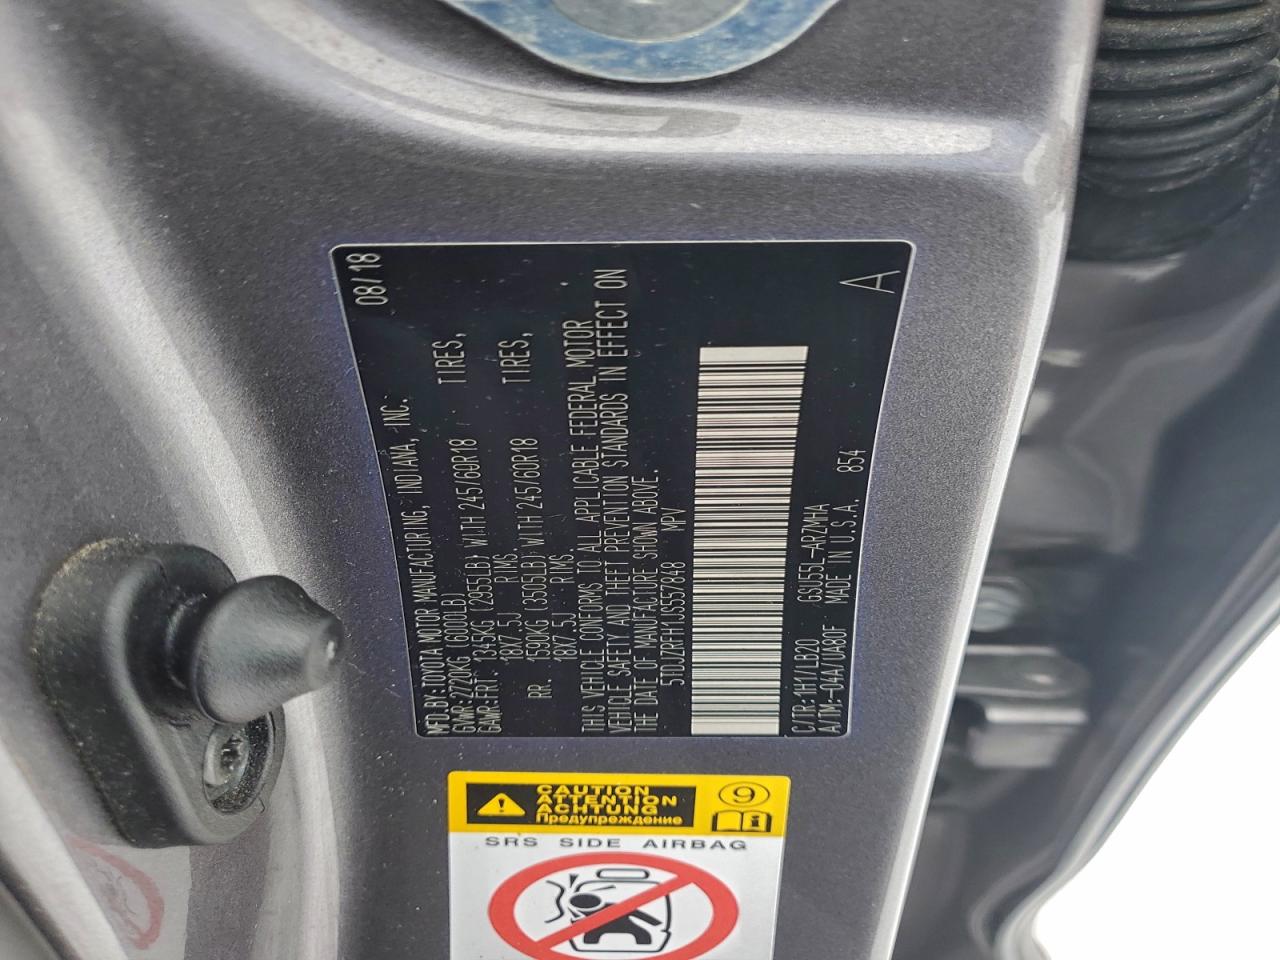 08/18
MFD.BY:TOYOTA MOTOR MANUFACTURING, INDIANA, INC.
GVWR:2720KG (6000LB)
GAWR:FRT. 1345KG (2955LB) WITH 245/60R18 TIRES,
18X7.5J RIMS.
RR. 1590KG (3505LB) WITH 245/60R18 TIRES,
18X7.5J RIMS.
THIS VEHICLE CONFORMS TO ALL APPLICABLE FEDERAL MOTOR
VEHICLE SAFETY AND THEFT PREVENTION STANDARDS IN EFFECT ON
THE DATE OF MANUFACTURE SHOWN ABOVE.
5TDJZRFH1JS557848 MPV
C/TR:1H1/LB20 GSU55L-ARZMHA
A/TM:-04A/UA80F MADE IN U.S.A. 854
A
CAUTION
ATTENTION
ACHTUNG
Предупреждение
9
i
SRS SIDE AIRBAG